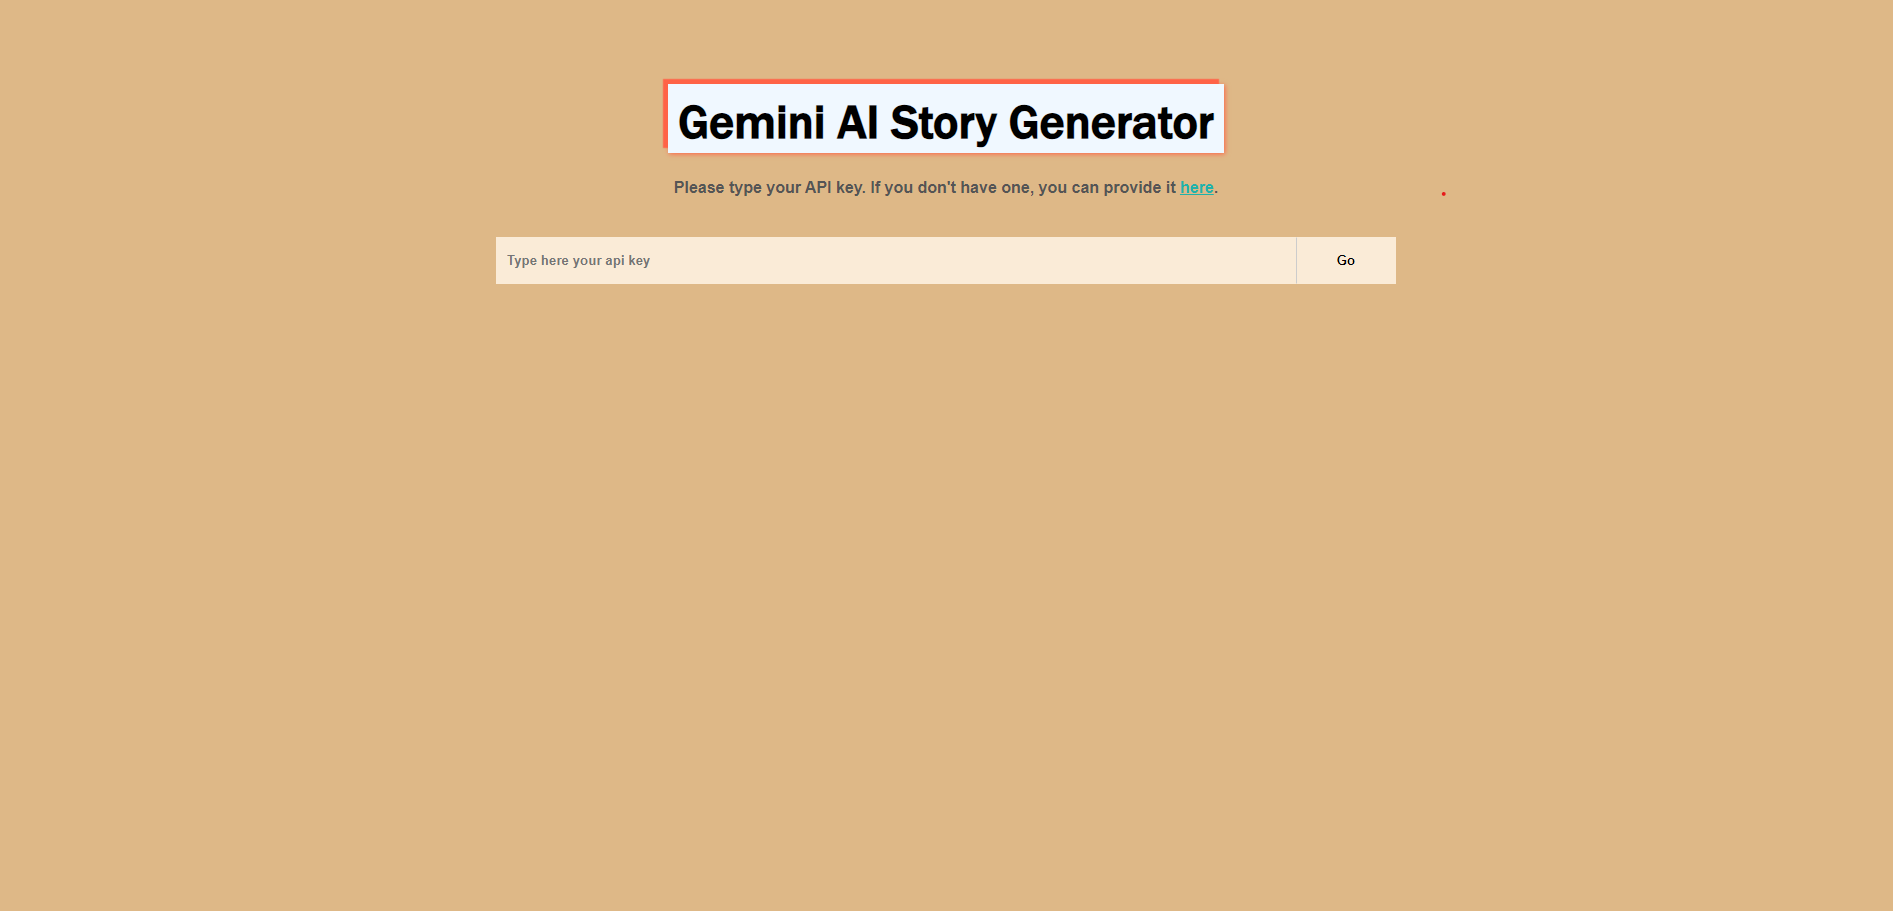 Gemini AI Story Generator
Please type your API key. If you don't have one, you can provide it here.
Type here your api key
Go